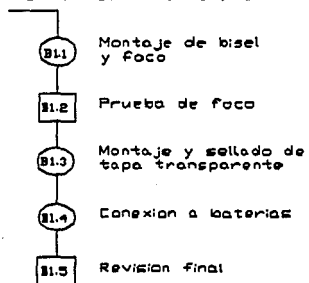 B1.1 Montaje de bisel
y foco
B1.2 Prueba de foco
B1.3 Montaje y sellado de
tapa transparente
B1.4 Conexion a baterias
B1.5 Revision final